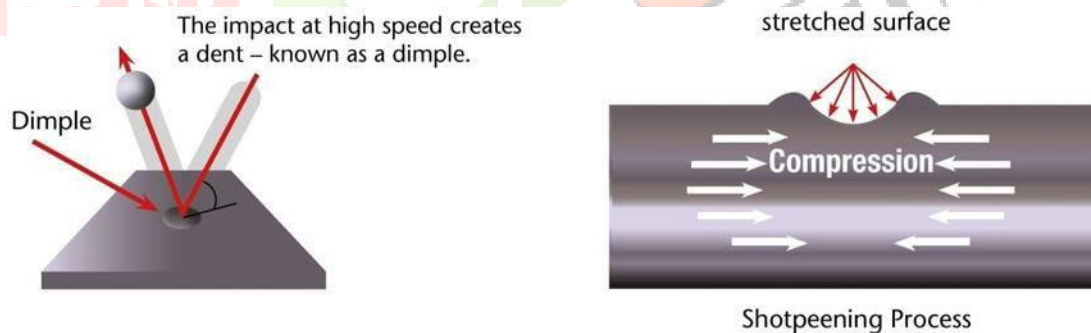 The impact at high speed creates
a dent – known as a dimple.
Dimple
stretched surface
Compression
Shotpeening Process